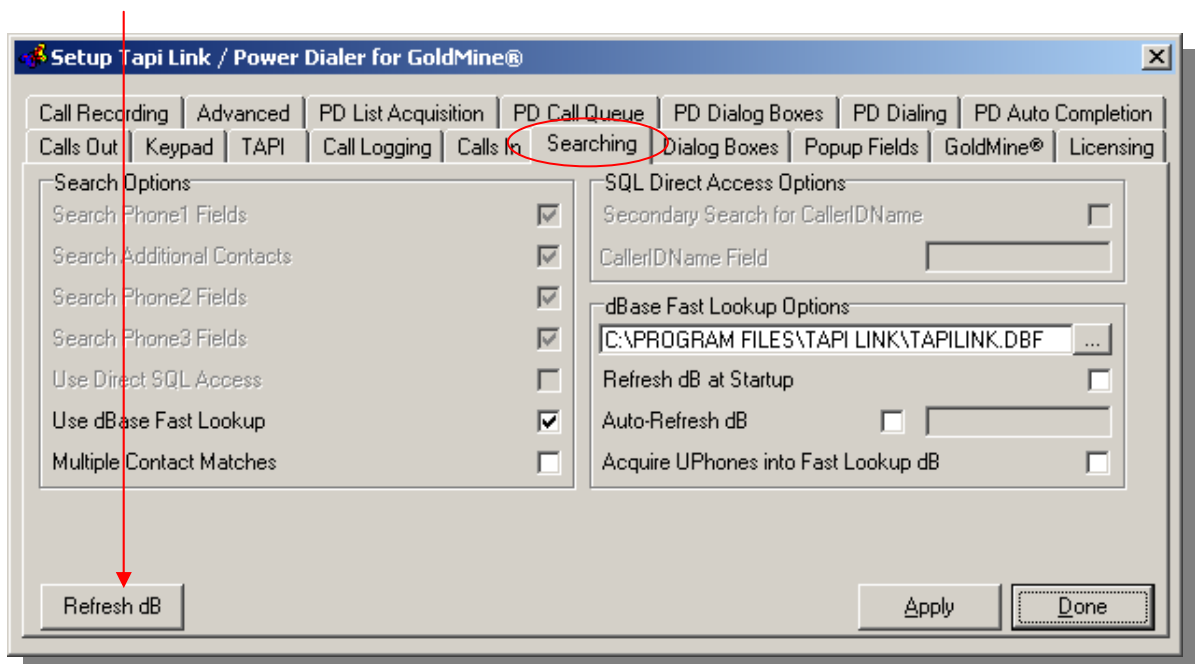 Setup Tapi Link / Power Dialer for GoldMine®
Call Recording Advanced PD List Acquisition PD Call Queue PD Dialog Boxes PD Dialing PD Auto Completion
Calls Out Keypad TAPI Call Logging Calls In Searching Dialog Boxes Popup Fields GoldMine® Licensing
Search Options
Search Phone1 Fields
Search Additional Contacts
Search Phone2 Fields
Search Phone3 Fields
Use Direct SQL Access
Use dBase Fast Lookup
Multiple Contact Matches
SQL Direct Access Options
Secondary Search for CallerIDName
CallerIDName Field
dBase Fast Lookup Options
C:\PROGRAM FILES\TAPI LINK\TAPILINK.DBF ...
Refresh dB at Startup
Auto-Refresh dB
Acquire UPhones into Fast Lookup dB
Refresh dB Apply Done